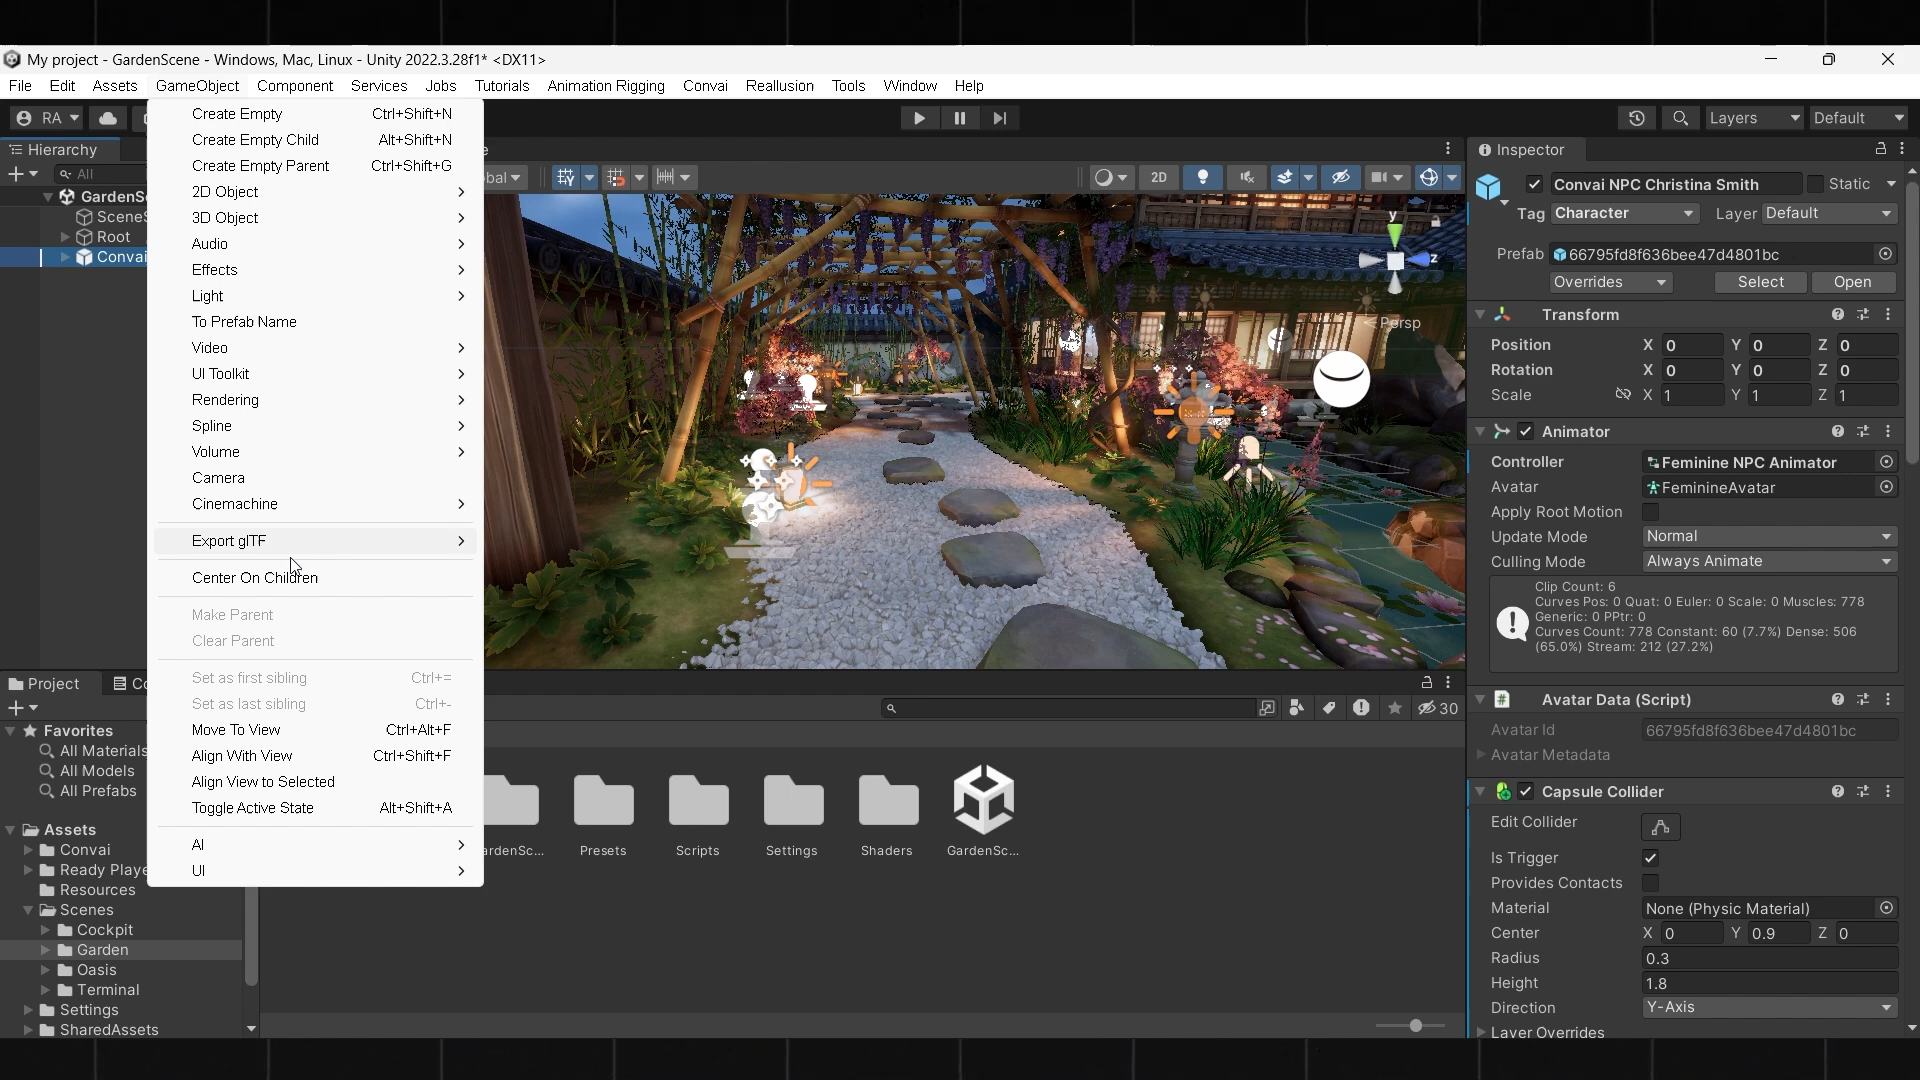 My project - GardenScene - Windows, Mac, Linux - Unity 2022.3.28f1* <DX11>
File Edit Assets GameObject Component Services Jobs Tutorials Animation Rigging Convai Reallusion Tools Window Help
RA
Layers Default
Hierarchy
All
GardenSc
Scene
Root
Convai
Create Empty Ctrl+Shift+N
Create Empty Child Alt+Shift+N
Create Empty Parent Ctrl+Shift+G
2D Object
3D Object
Audio
Effects
Light
To Prefab Name
Video
UI Toolkit
Rendering
Spline
Volume
Camera
Cinemachine
Export glTF
Center On Children
Make Parent
Clear Parent
Set as first sibling Ctrl+=
Set as last sibling Ctrl+-
Move To View Ctrl+Alt+F
Align With View Ctrl+Shift+F
Align View to Selected
Toggle Active State Alt+Shift+A
AI
UI
bal
2D
y
z
Persp
Inspector
Convai NPC Christina Smith Static
Tag Character Layer Default
Prefab 66795fd8f636bee47d4801bc
Overrides Select Open
Transform
Position X 0 Y 0 Z 0
Rotation X 0 Y 0 Z 0
Scale X 1 Y 1 Z 1
Animator
Controller Feminine NPC Animator
Avatar FeminineAvatar
Apply Root Motion
Update Mode Normal
Culling Mode Always Animate
Clip Count: 6
Curves Pos: 0 Quat: 0 Euler: 0 Scale: 0 Muscles: 778
Generic: 0 PPtr: 0
Curves Count: 778 Constant: 60 (7.7%) Dense: 506
(65.0%) Stream: 212 (27.2%)
Avatar Data (Script)
Avatar Id 66795fd8f636bee47d4801bc
Avatar Metadata
Capsule Collider
Edit Collider
Is Trigger
Provides Contacts
Material None (Physic Material)
Center X 0 Y 0.9 Z 0
Radius 0.3
Height 1.8
Direction Y-Axis
Layer Overrides
Project Co
30
Favorites
All Materials
All Models
All Prefabs
Assets
Convai
Ready Playe
Resources
Scenes
Cockpit
Garden
Oasis
Terminal
Settings
SharedAssets
ardenSc...
Presets
Scripts
Settings
Shaders
GardenSc...